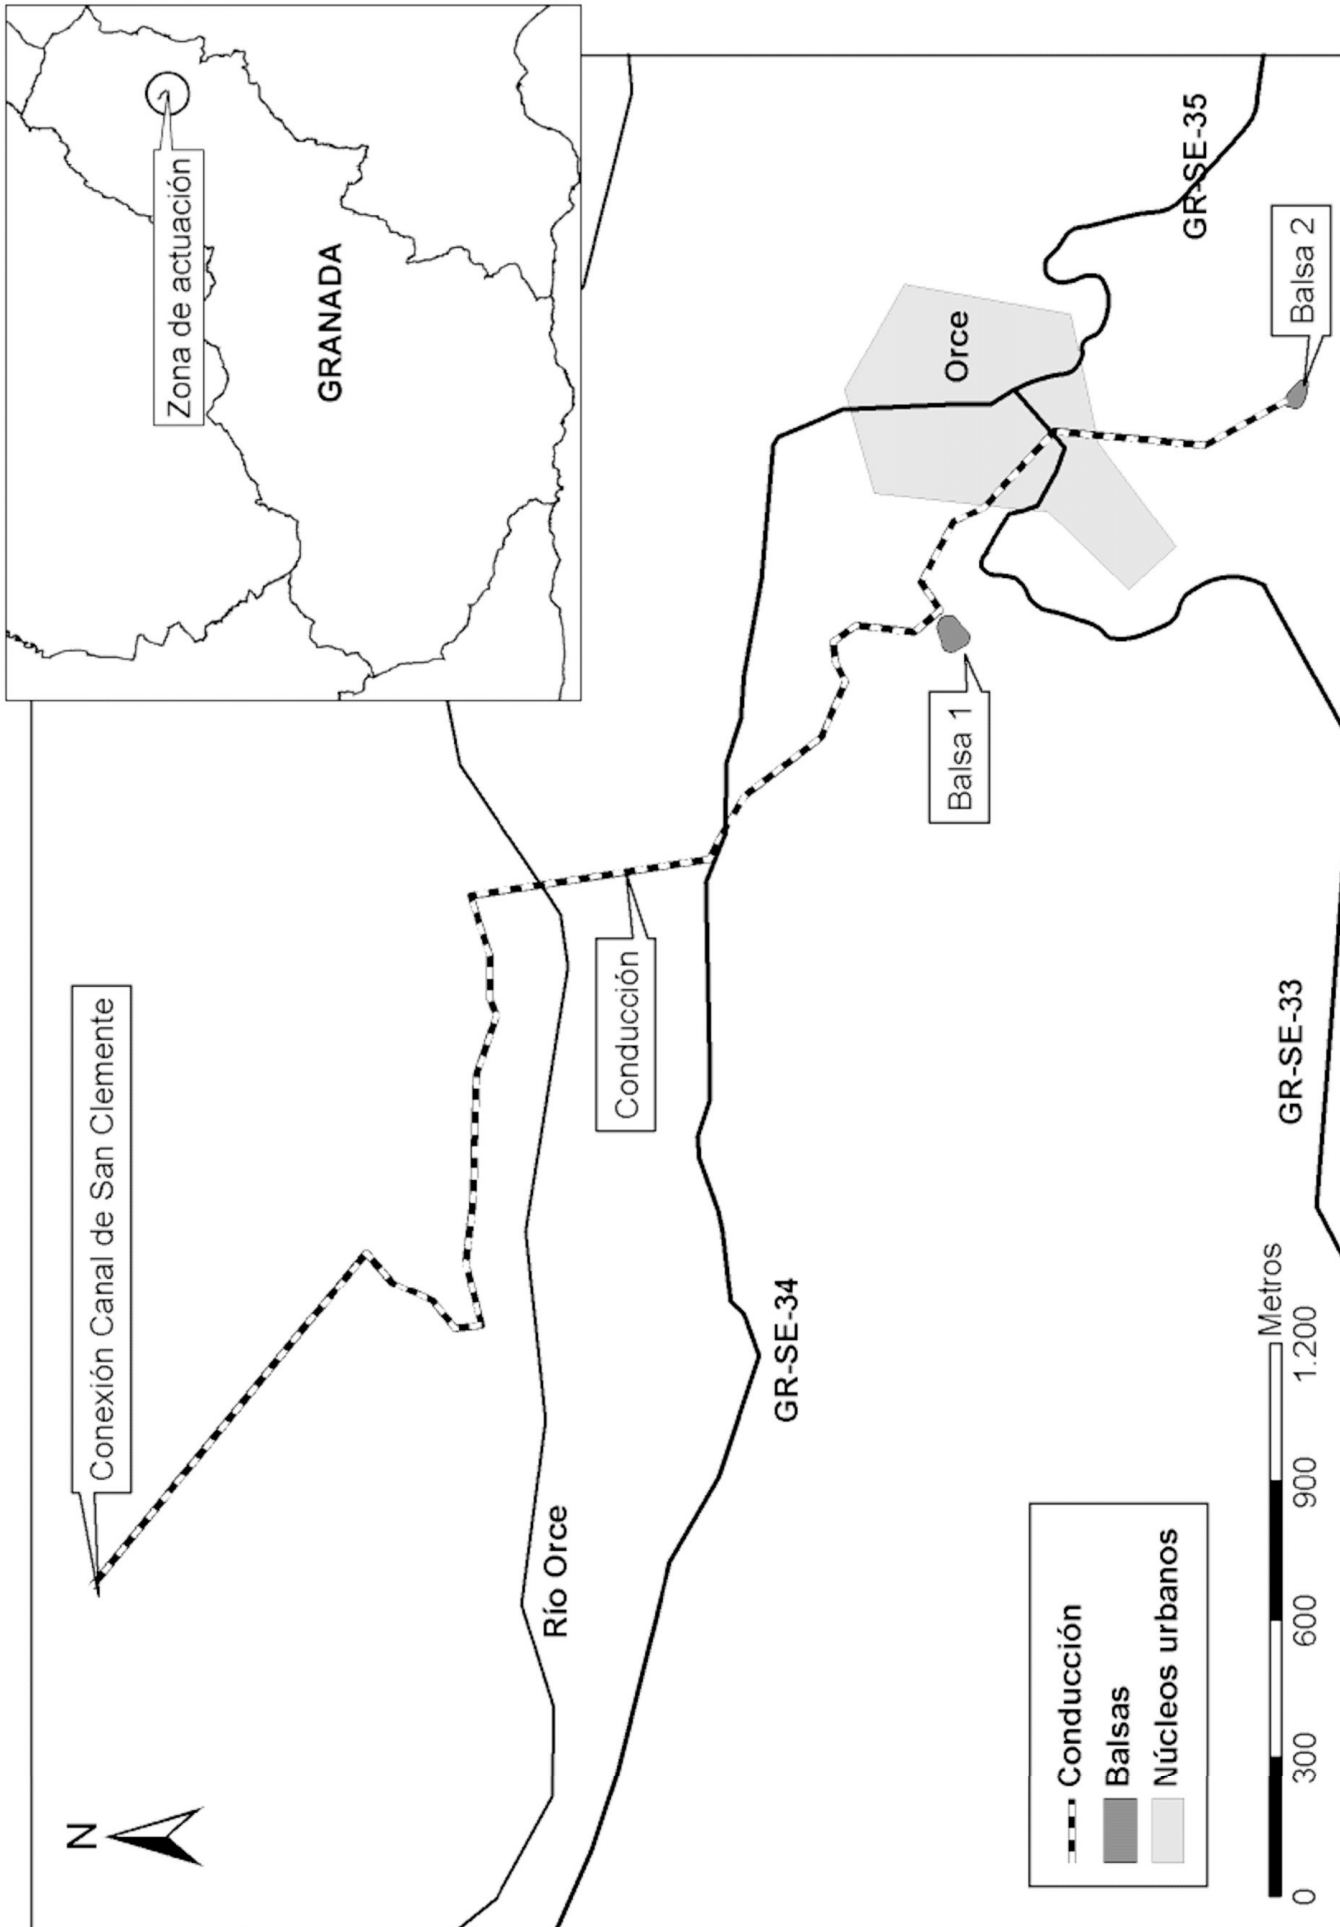 N
Conexión Canal de San Clemente
Zona de actuación
GRANADA
Río Orce
Conducción
GR-SE-34
Balsa 1
Orce
GR-SE-35
Balsa 2
GR-SE-33
Conducción
Balsas
Núcleos urbanos
Metros
0 300 600 900 1.200